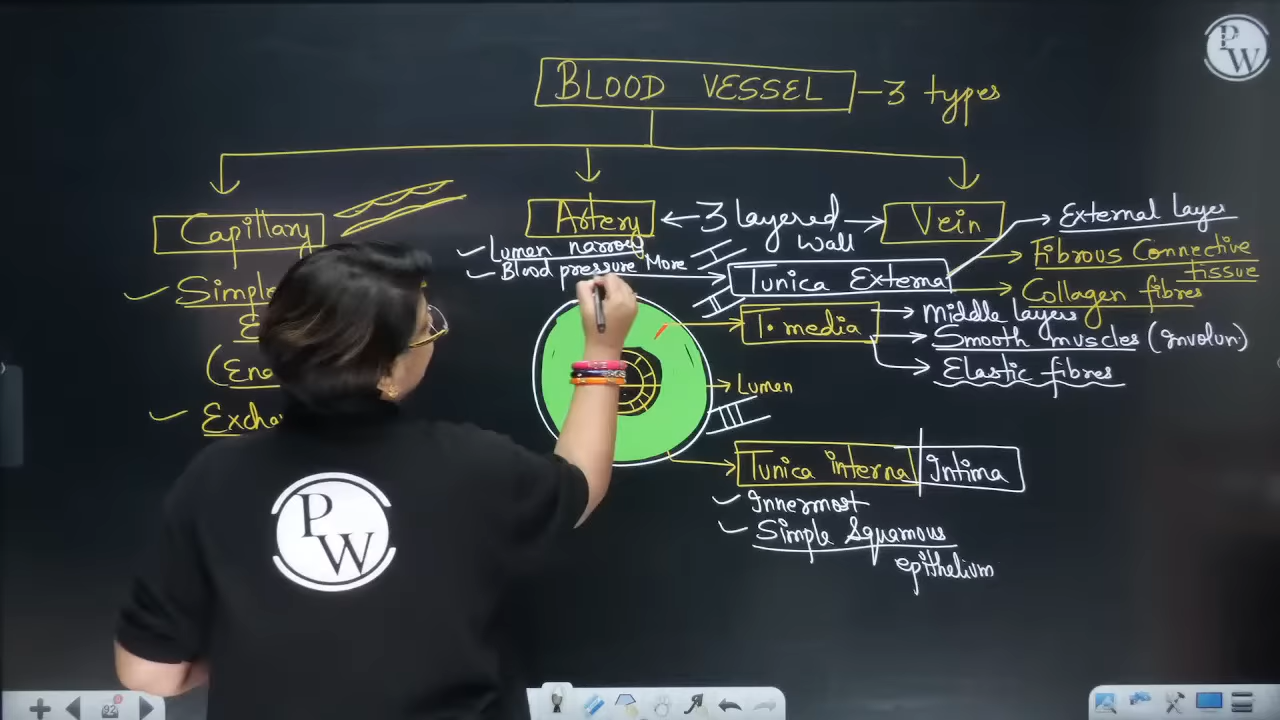 PW
BLOOD VESSEL - 3 types
Capillary
Artery
3 layered
Wall
Vein
External layer
Lumen narrow
Blood pressure More
Tunica Externa
Fibrous Connective
tissue
Collagen fibres
Simple
T. media
Middle layers
Smooth muscles (Involun)
Elastic fibres
Lumen
Tunica interna
Intima
Innermost
Simple Squamous
epithelium
PW
92